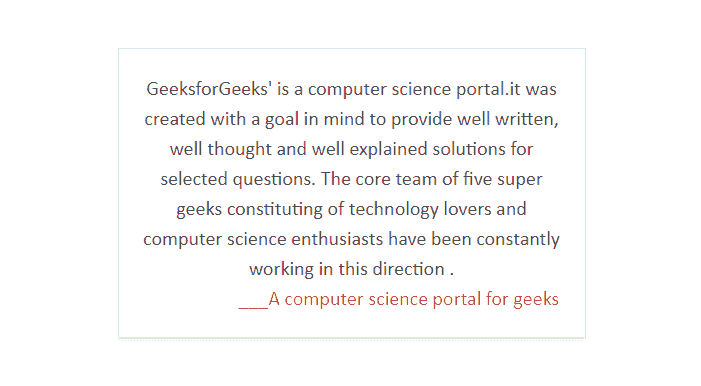 GeeksforGeeks' is a computer science portal.it was
created with a goal in mind to provide well written,
well thought and well explained solutions for
selected questions. The core team of five super
geeks constituting of technology lovers and
computer science enthusiasts have been constantly
working in this direction .
___A computer science portal for geeks